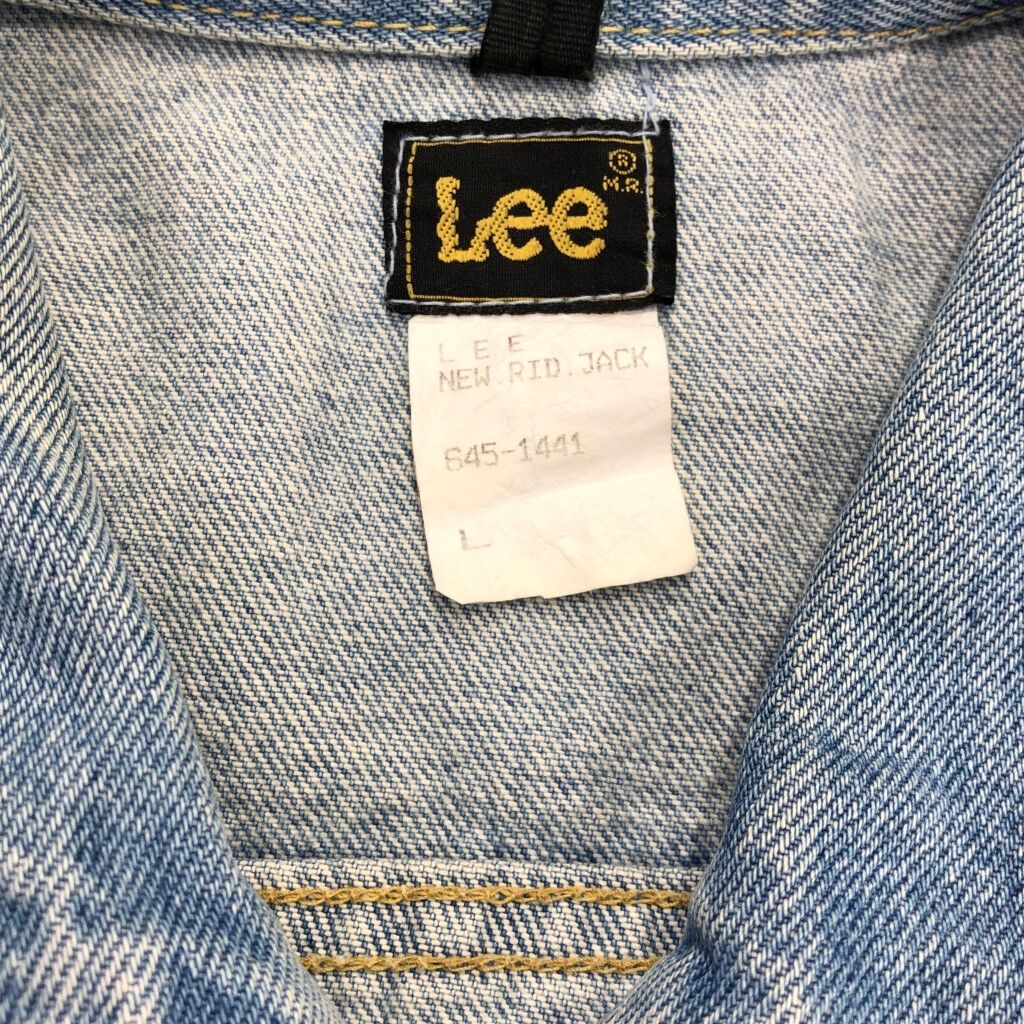 Lee
®
M.R.
L E E
NEW.RID.JACK
645-1441
L